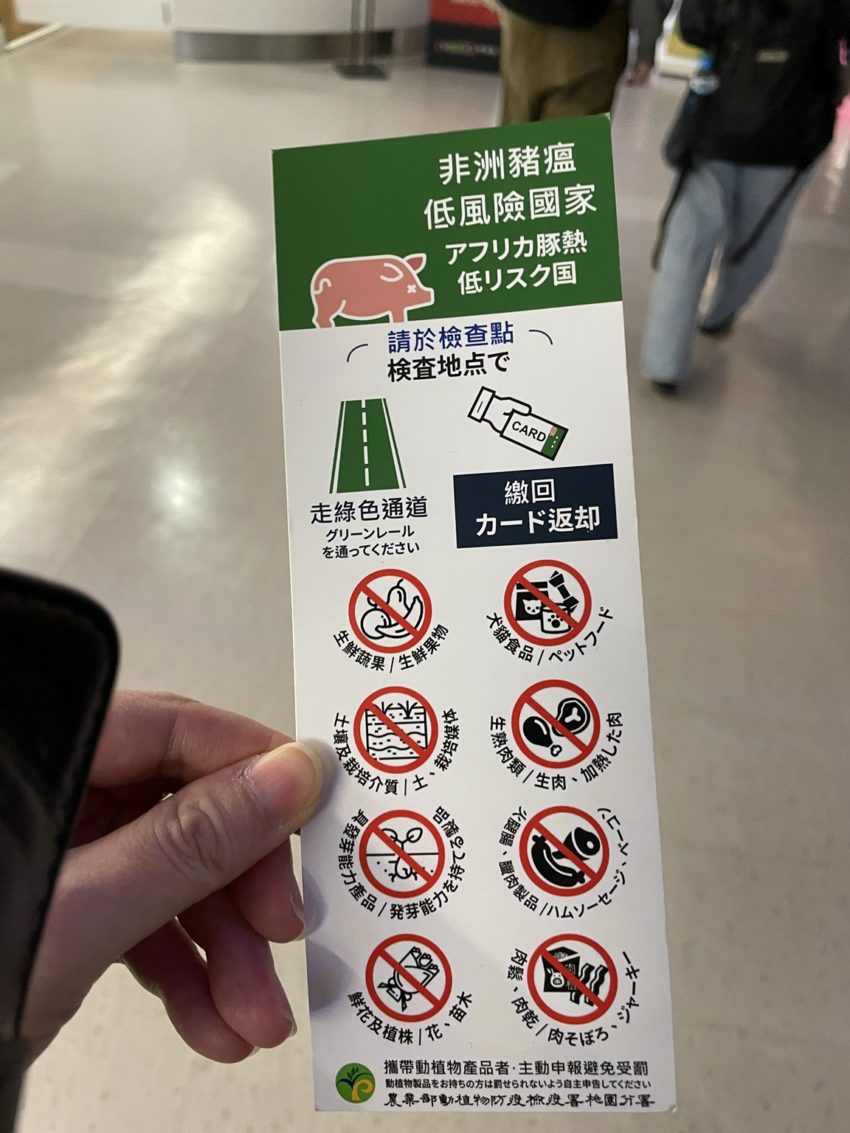 非洲豬瘟
低風險國家
アフリカ豚熱
低リスク国
請於檢查點
検査地点で
CARD
走綠色通道
グリーンレール
を通ってください
繳回
カード返却
生鮮蔬果/生鮮果物
犬貓食品/ペットフード
土壤及栽培介質/土、栽培媒体
生熟肉類/生肉、加熱した肉
具發芽能力產品/発芽能力を持てる製品
火腿腸、臘肉製品/ハムソーセージ、ベーコン
鮮花及植株/花、苗木
肉鬆、肉乾/肉そぼろ、ジャーキー
攜帶動植物產品者·主動申報避免受罰
動植物製品をお持ちの方は罰せられないよう自主申告してください
農業部動植物防疫檢疫署桃園分署